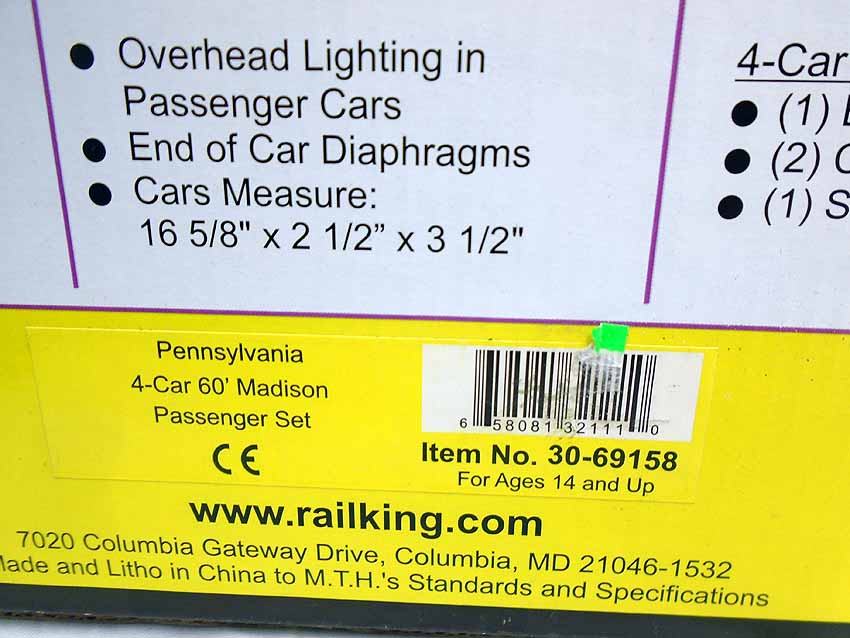 ● Overhead Lighting in
Passenger Cars
● End of Car Diaphragms
● Cars Measure:
16 5/8" x 2 1/2” x 3 1/2"
4-Car
● (1)
● (2)
● (1) S
Pennsylvania
4-Car 60' Madison
Passenger Set
CE
6 58081 32111 0
Item No. 30-69158
For Ages 14 and Up
www.railking.com
7020 Columbia Gateway Drive, Columbia, MD 21046-1532
Made and Litho in China to M.T.H.'s Standards and Specifications